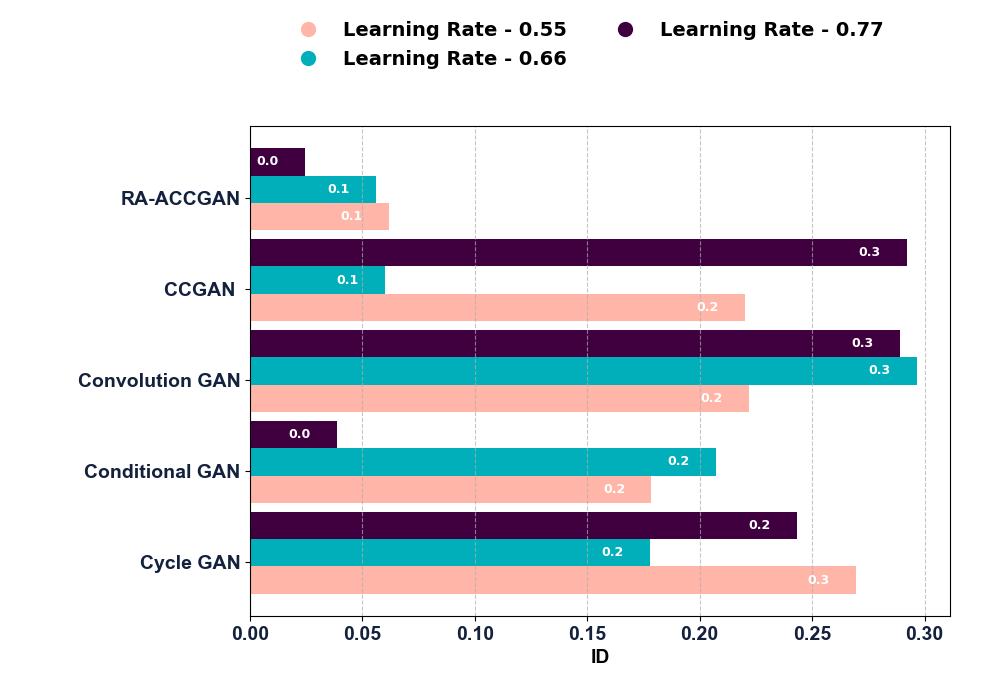 Learning Rate - 0.55
Learning Rate - 0.77
Learning Rate - 0.66
0.0
RA-ACCGAN
0.1
0.1
0.3
CCGAN
0.1
0.2
0.3
Convolution GAN
0.3
0.2
0.0
Conditional GAN
0.2
0.2
0.2
Cycle GAN
0.2
0.3
0.00 0.05 0.10 0.15 0.20 0.25 0.30
ID